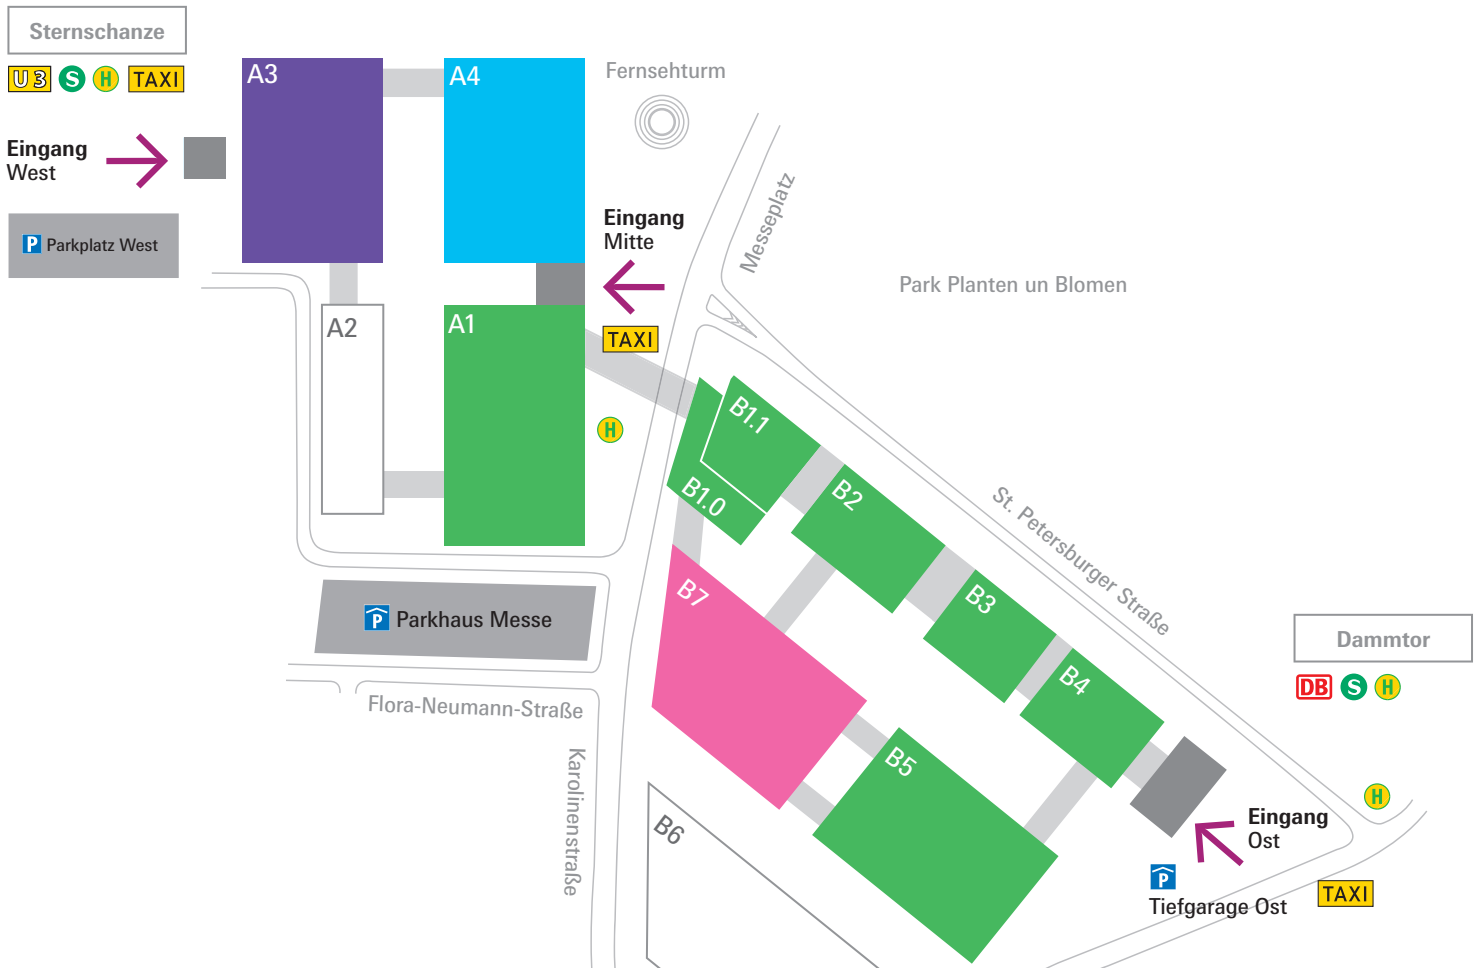 Sternschanze
U3 S H TAXI
Eingang
West
P Parkplatz West
A3
A4
Fernsehturm
Eingang
Mitte
TAXI
Messeplatz
Park Planten un Blomen
A2
A1
H
B1.1
B1.0
B2
B3
B4
St. Petersburger Straße
B7
P Parkhaus Messe
Flora-Neumann-Straße
Karolinenstraße
B5
B6
Dammtor
DB S H
H
Eingang
Ost
P
Tiefgarage Ost
TAXI